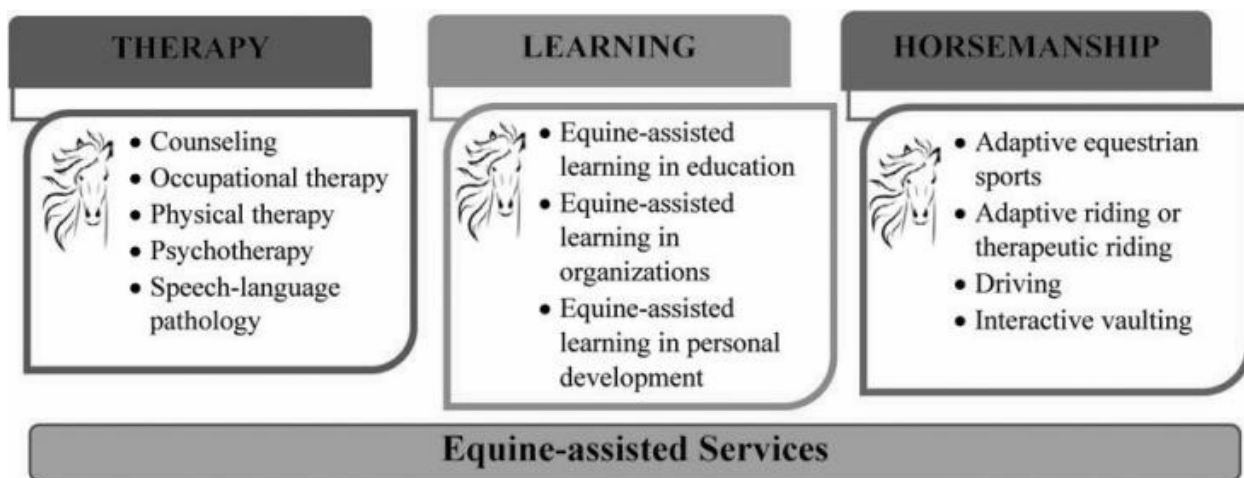 THERAPY
• Counseling
• Occupational therapy
• Physical therapy
• Psychotherapy
• Speech-language
pathology
LEARNING
• Equine-assisted
learning in education
• Equine-assisted
learning in
organizations
• Equine-assisted
learning in personal
development
HORSEMANSHIP
• Adaptive equestrian
sports
• Adaptive riding or
therapeutic riding
• Driving
• Interactive vaulting
Equine-assisted Services